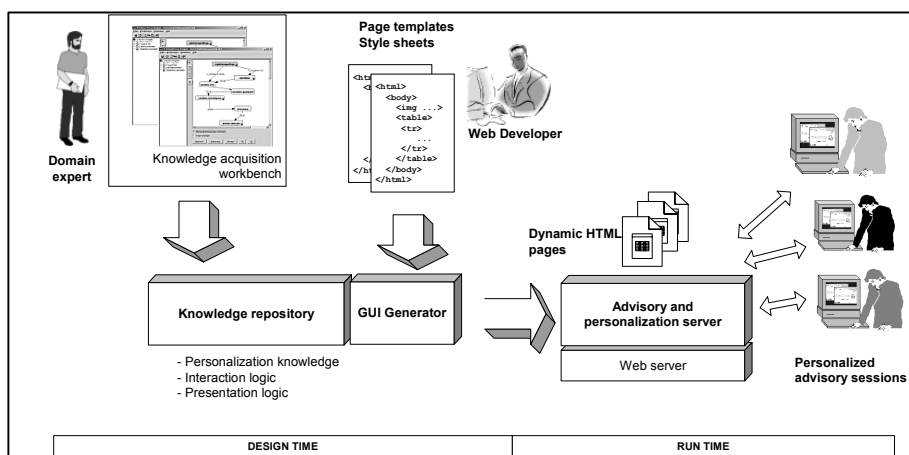 Page templates
Style sheets
<htm
<b
</
</h
<html>
<body>
<img ...>
<table>
<tr>
...
</tr>
</table>
</body>
</html>
Web Developer
Domain
expert
Knowledge acquisition
workbench
Dynamic HTML
pages
Knowledge repository
GUI Generator
Advisory and
personalization server
Web server
- Personalization knowledge
- Interaction logic
- Presentation logic
Personalized
advisory sessions
DESIGN TIME
RUN TIME